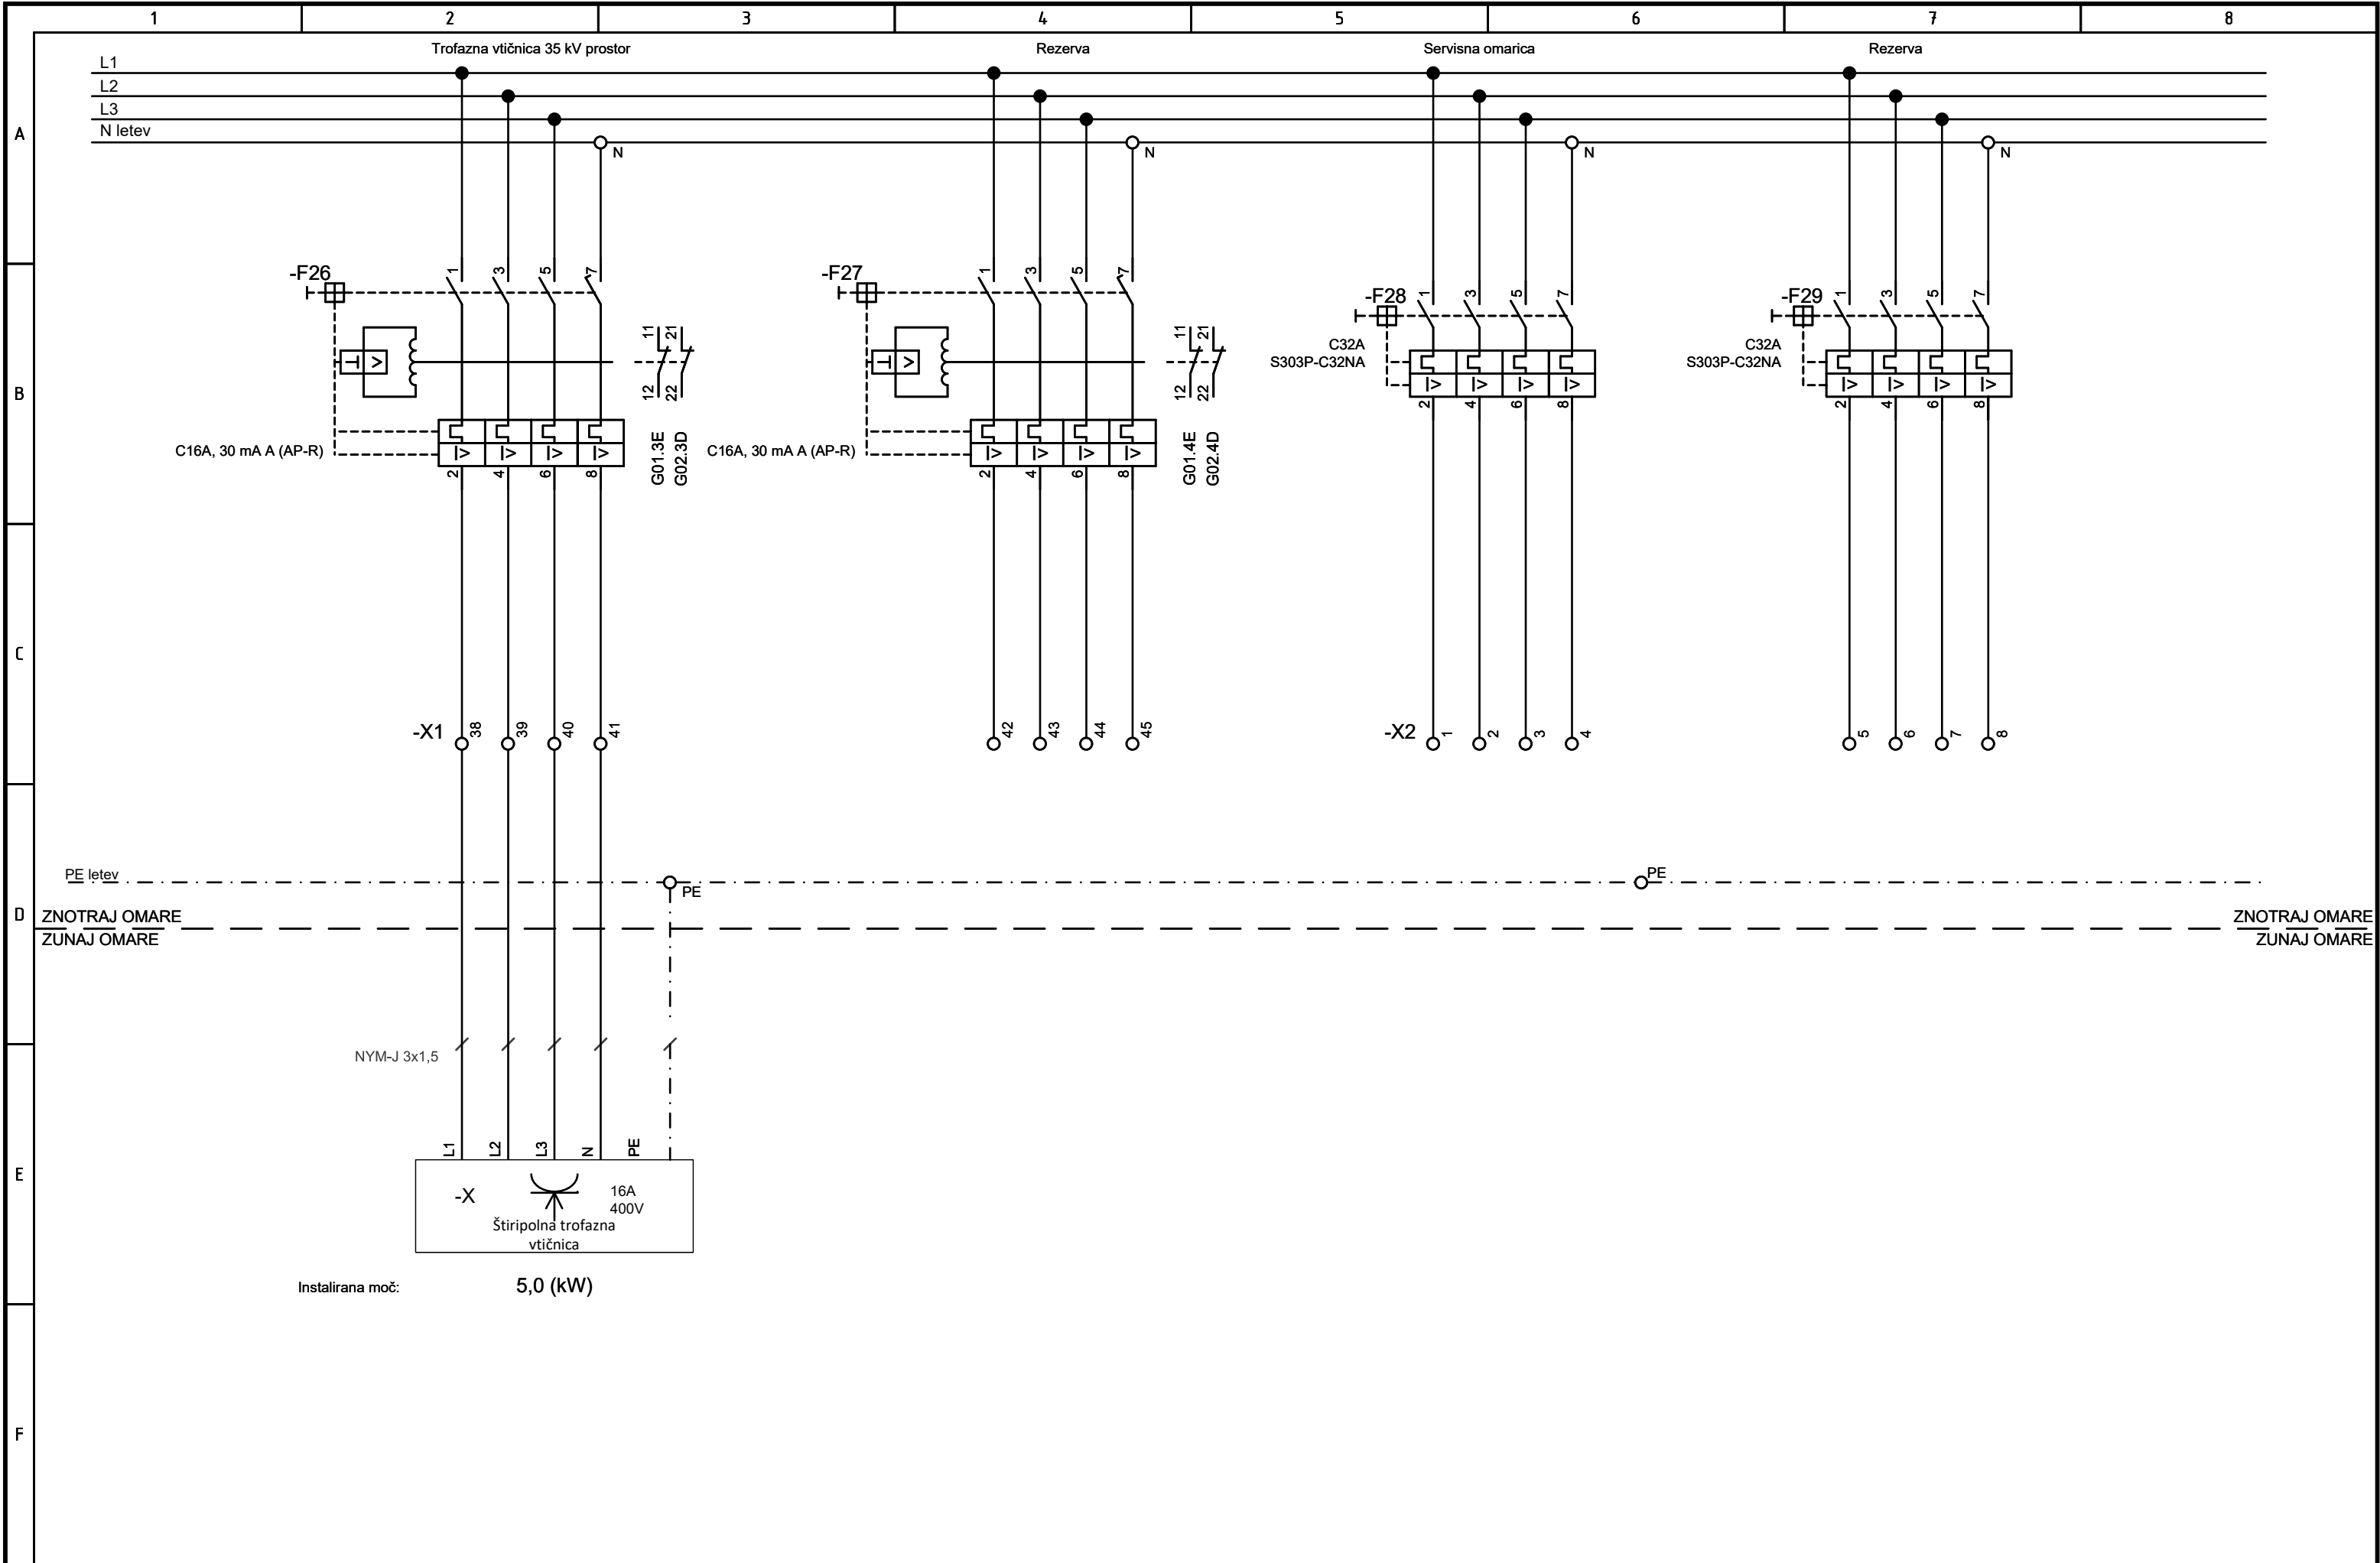 1 2 3 4 5 6 7 8
Trofazna vtičnica 35 kV prostor Rezerva Servisna omarica Rezerva
L1
L2
L3
N letev
N N N N
A
-F26 1 3 5 7 -F27 1 3 5 7 -F28 1 3 5 7 -F29 1 3 5 7
11 21 11 21
C32A C32A
S303P-C32NA S303P-C32NA
I> I> I> I> I> I> I> I>
12 22 12 22
2 4 6 8 2 4 6 8
B
G01.3E G02.3D G01.4E G02.4D
C16A, 30 mA A (AP-R) I> I> I> I> C16A, 30 mA A (AP-R) I> I> I> I>
2 4 6 8 2 4 6 8
C
-X1 38 39 40 41 42 43 44 45 -X2 1 2 3 4 5 6 7 8
PE letev PE PE
D
ZNOTRAJ OMARE ZNOTRAJ OMARE
ZUNAJ OMARE ZUNAJ OMARE
NYM-J 3x1,5
L1 L2 L3 N PE
E
-X 16A
400V
Štiripolna trofazna
vtičnica
Instalirana moč: 5,0 (kW)
F